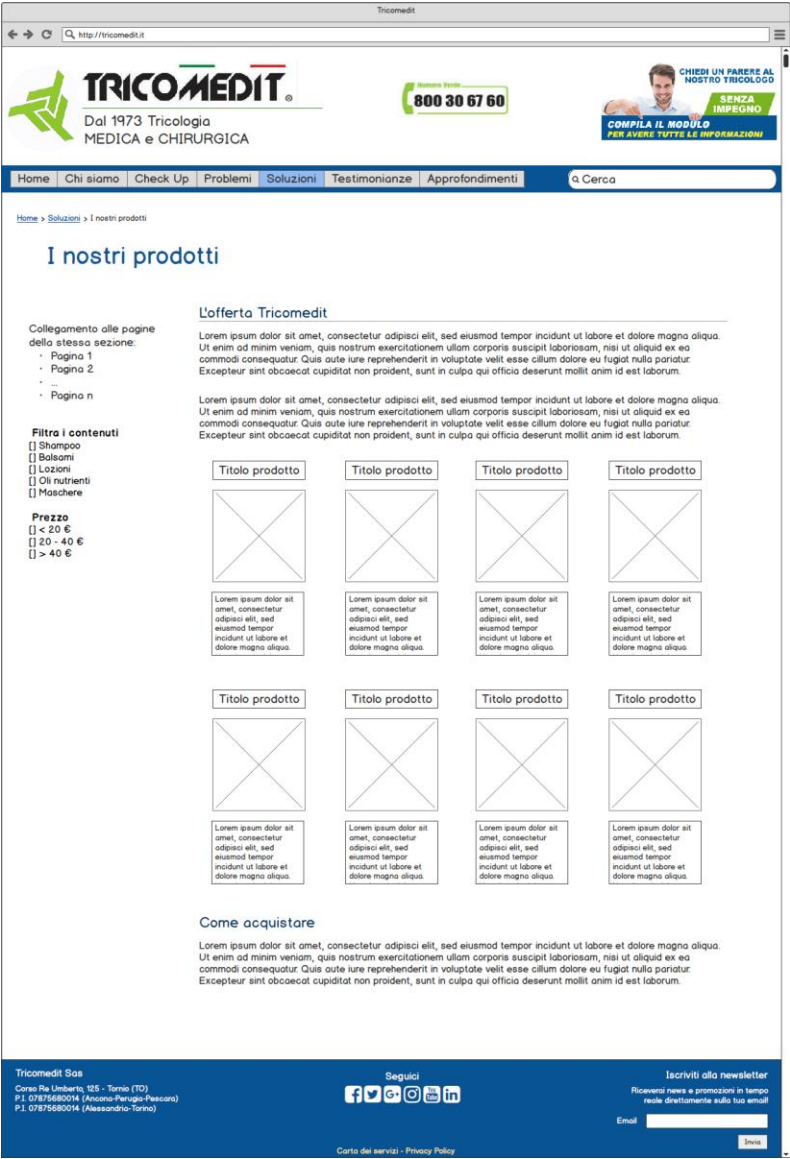 Tricomedit
http://tricomedit.it
TRICOMEDIT®
Dal 1973 Tricologia
MEDICA e CHIRURGICA
Numero Verde
800 30 67 60
CHIEDI UN PARERE AL
NOSTRO TRICOLOGO
SENZA
IMPEGNO
COMPILA IL MODULO
PER AVERE TUTTE LE INFORMAZIONI
Home Chi siamo Check Up Problemi Soluzioni Testimonianze Approfondimenti Cerca
Home > Soluzioni > I nostri prodotti
I nostri prodotti
Collegamento alle pagine
della stessa sezione:
· Pagina 1
· Pagina 2
· ...
· Pagina n
Filtra i contenuti
[] Shampoo
[] Balsami
[] Lozioni
[] Oli nutrienti
[] Maschere
Prezzo
[] < 20 €
[] 20 - 40 €
[] > 40 €
L'offerta Tricomedit
Lorem ipsum dolor sit amet, consectetur adipisci elit, sed eiusmod tempor incidunt ut labore et dolore magna aliqua.
Ut enim ad minim veniam, quis nostrum exercitationem ullam corporis suscipit laboriosam, nisi ut aliquid ex ea
commodi consequatur. Quis aute iure reprehenderit in voluptate velit esse cillum dolore eu fugiat nulla pariatur.
Excepteur sint obcaecat cupiditat non proident, sunt in culpa qui officia deserunt mollit anim id est laborum.
Lorem ipsum dolor sit amet, consectetur adipisci elit, sed eiusmod tempor incidunt ut labore et dolore magna aliqua.
Ut enim ad minim veniam, quis nostrum exercitationem ullam corporis suscipit laboriosam, nisi ut aliquid ex ea
commodi consequatur. Quis aute iure reprehenderit in voluptate velit esse cillum dolore eu fugiat nulla pariatur.
Excepteur sint obcaecat cupiditat non proident, sunt in culpa qui officia deserunt mollit anim id est laborum.
Titolo prodotto Titolo prodotto Titolo prodotto Titolo prodotto
Lorem ipsum dolor sit
amet, consectetur
adipisci elit, sed
eiusmod tempor
incidunt ut labore et
dolore magna aliqua.
Lorem ipsum dolor sit
amet, consectetur
adipisci elit, sed
eiusmod tempor
incidunt ut labore et
dolore magna aliqua.
Lorem ipsum dolor sit
amet, consectetur
adipisci elit, sed
eiusmod tempor
incidunt ut labore et
dolore magna aliqua.
Lorem ipsum dolor sit
amet, consectetur
adipisci elit, sed
eiusmod tempor
incidunt ut labore et
dolore magna aliqua.
Titolo prodotto Titolo prodotto Titolo prodotto Titolo prodotto
Lorem ipsum dolor sit
amet, consectetur
adipisci elit, sed
eiusmod tempor
incidunt ut labore et
dolore magna aliqua.
Lorem ipsum dolor sit
amet, consectetur
adipisci elit, sed
eiusmod tempor
incidunt ut labore et
dolore magna aliqua.
Lorem ipsum dolor sit
amet, consectetur
adipisci elit, sed
eiusmod tempor
incidunt ut labore et
dolore magna aliqua.
Lorem ipsum dolor sit
amet, consectetur
adipisci elit, sed
eiusmod tempor
incidunt ut labore et
dolore magna aliqua.
Come acquistare
Lorem ipsum dolor sit amet, consectetur adipisci elit, sed eiusmod tempor incidunt ut labore et dolore magna aliqua.
Ut enim ad minim veniam, quis nostrum exercitationem ullam corporis suscipit laboriosam, nisi ut aliquid ex ea
commodi consequatur. Quis aute iure reprehenderit in voluptate velit esse cillum dolore eu fugiat nulla pariatur.
Excepteur sint obcaecat cupiditat non proident, sunt in culpa qui officia deserunt mollit anim id est laborum.
Tricomedit Sas
Corso Re Umberto, 125 - Tornio (TO)
P.I. 07875680014 (Ancona-Perugia-Pescara)
P.I. 07875680014 (Alessandria-Torino)
Seguici
Carta dei servizi - Privacy Policy
Iscriviti alla newsletter
Riceverai news e promozioni in tempo
reale direttamente sulla tua email!
Email
Invia